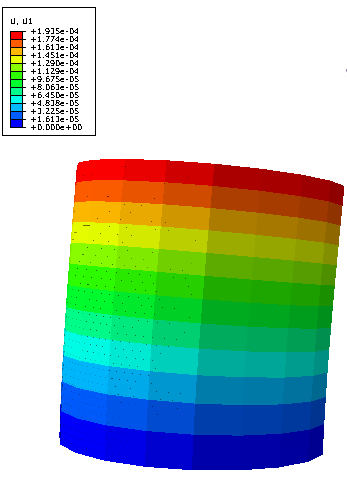 U, U1
+1.935e-04
+1.774e-04
+1.613e-04
+1.451e-04
+1.290e-04
+1.129e-04
+9.675e-05
+8.063e-05
+6.450e-05
+4.838e-05
+3.225e-05
+1.613e-05
+0.000e+00